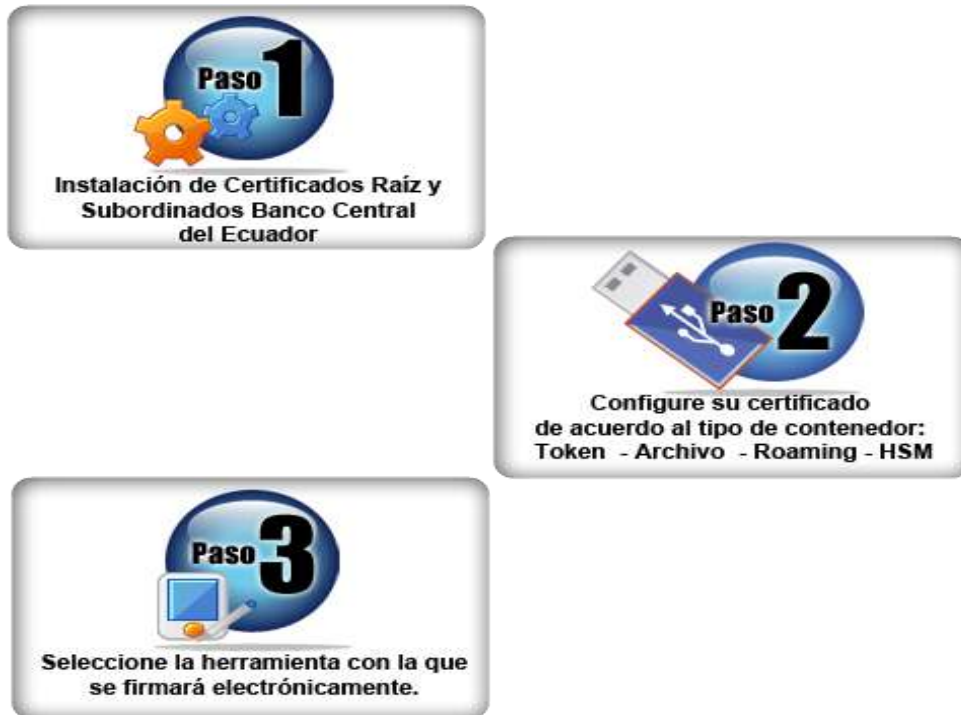 Paso 1
Instalación de Certificados Raíz y
Subordinados Banco Central
del Ecuador
Paso 2
Configure su certificado
de acuerdo al tipo de contenedor:
Token - Archivo - Roaming - HSM
Paso 3
Seleccione la herramienta con la que
se firmará electrónicamente.